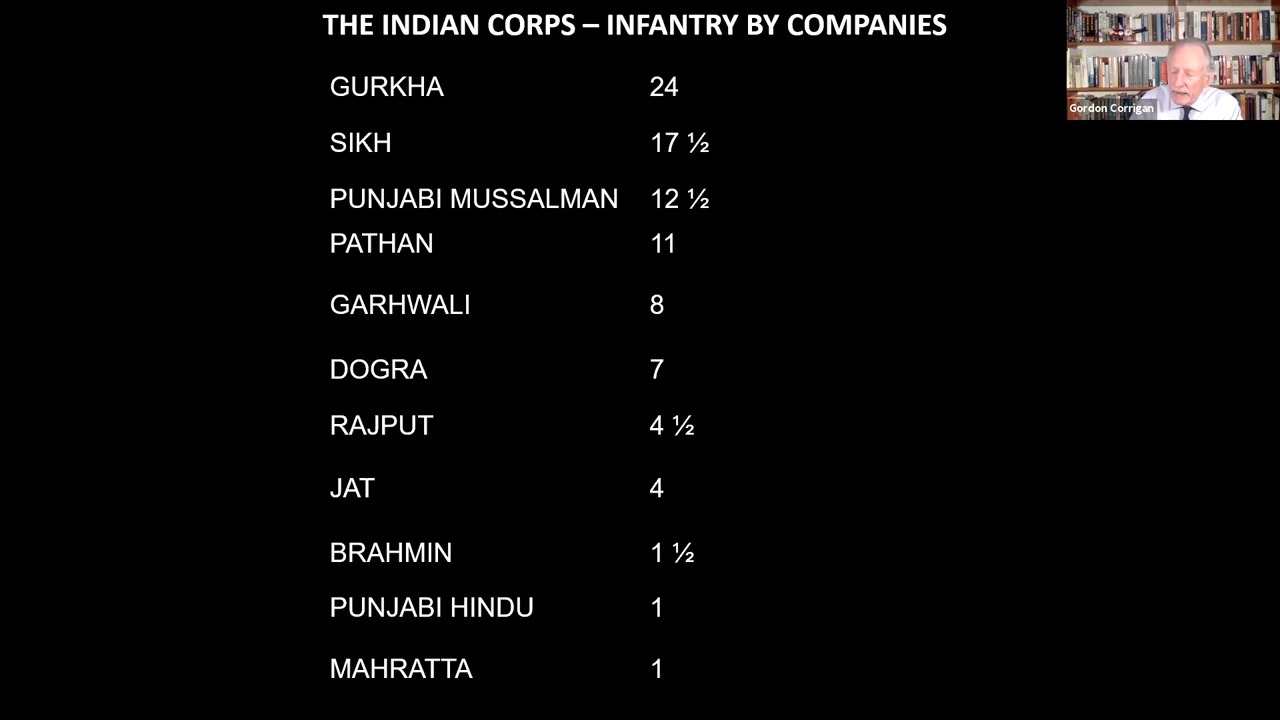 THE INDIAN CORPS – INFANTRY BY COMPANIES
GURKHA 24
SIKH 17 ½
PUNJABI MUSSALMAN 12 ½
PATHAN 11
GARHWALI 8
DOGRA 7
RAJPUT 4 ½
JAT 4
BRAHMIN 1 ½
PUNJABI HINDU 1
MAHRATTA 1
Gordon Corrigan